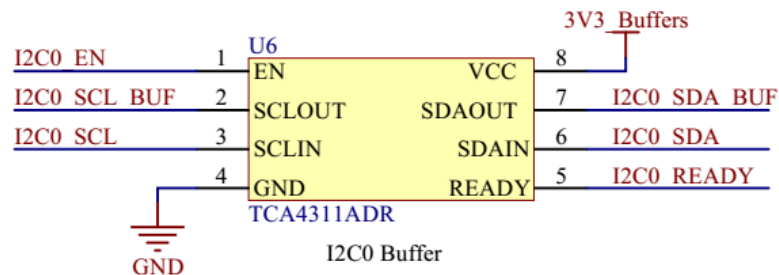 3V3_Buffers
U6
I2C0_EN 1 EN VCC 8
I2C0_SCL_BUF 2 SCLOUT SDAOUT 7 I2C0_SDA_BUF
I2C0_SCL 3 SCLIN SDAIN 6 I2C0_SDA
4 GND READY 5 I2C0_READY
TCA4311ADR
I2C0 Buffer
GND